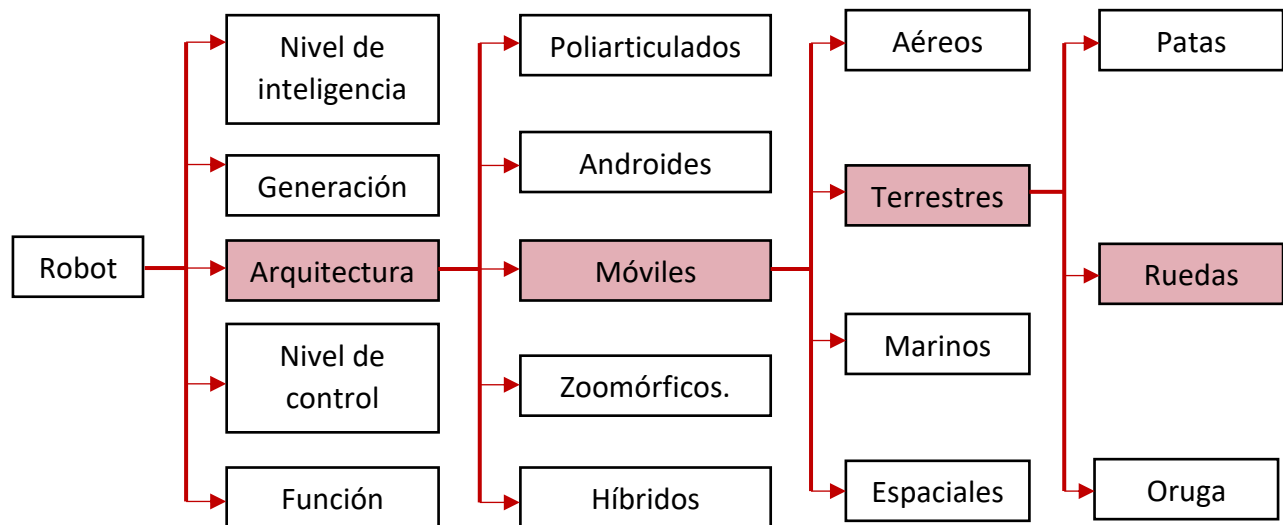 Robot
Nivel de
inteligencia
Generación
Arquitectura
Nivel de
control
Función
Poliarticulados
Androides
Móviles
Zoomórficos.
Híbridos
Aéreos
Terrestres
Marinos
Espaciales
Patas
Ruedas
Oruga